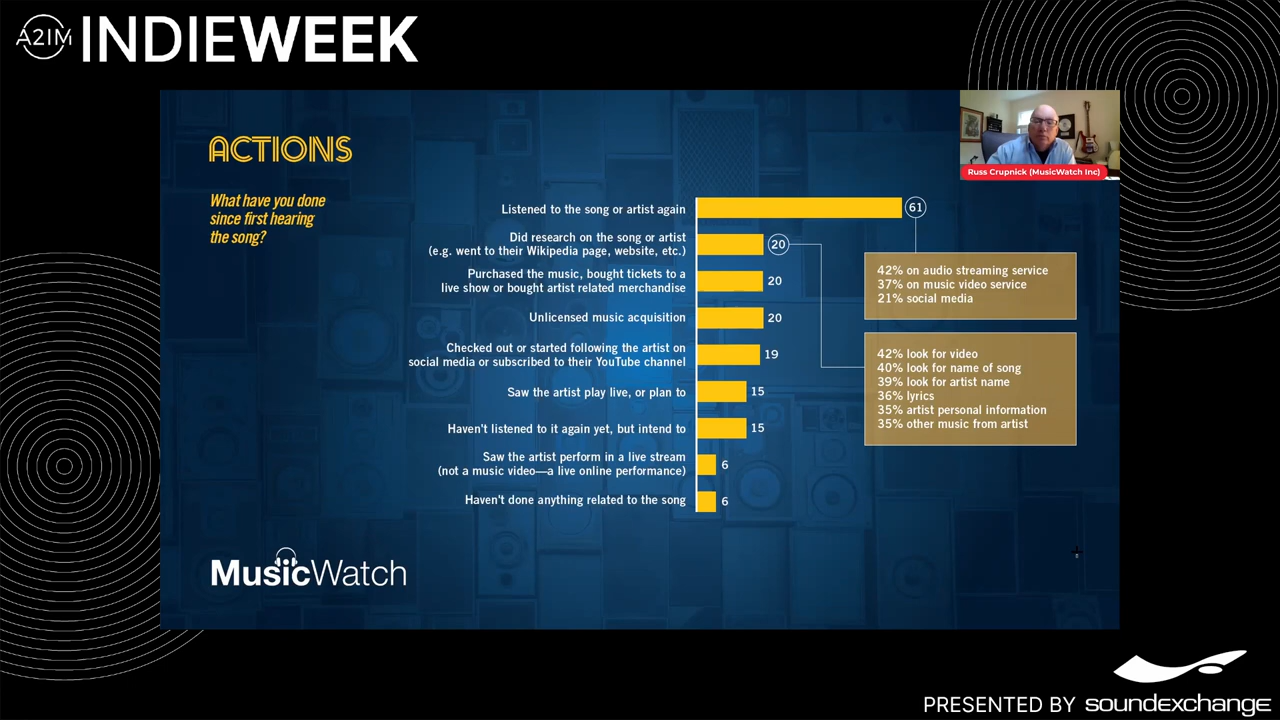 A2IM INDIEWEEK
ACTIONS
What have you done
since first hearing
the song?
Russ Crupnick (MusicWatch Inc)
Listened to the song or artist again
61
Did research on the song or artist
(e.g. went to their Wikipedia page, website, etc.)
20
Purchased the music, bought tickets to a
live show or bought artist related merchandise
20
Unlicensed music acquisition
20
Checked out or started following the artist on
social media or subscribed to their YouTube channel
19
Saw the artist play live, or plan to
15
Haven't listened to it again yet, but intend to
15
Saw the artist perform in a live stream
(not a music video—a live online performance)
6
Haven't done anything related to the song
6
42% on audio streaming service
37% on music video service
21% social media
42% look for video
40% look for name of song
39% look for artist name
36% lyrics
35% artist personal information
35% other music from artist
MusicWatch
PRESENTED BY soundexchange